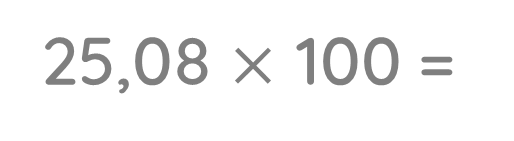 25,08 × 100 =